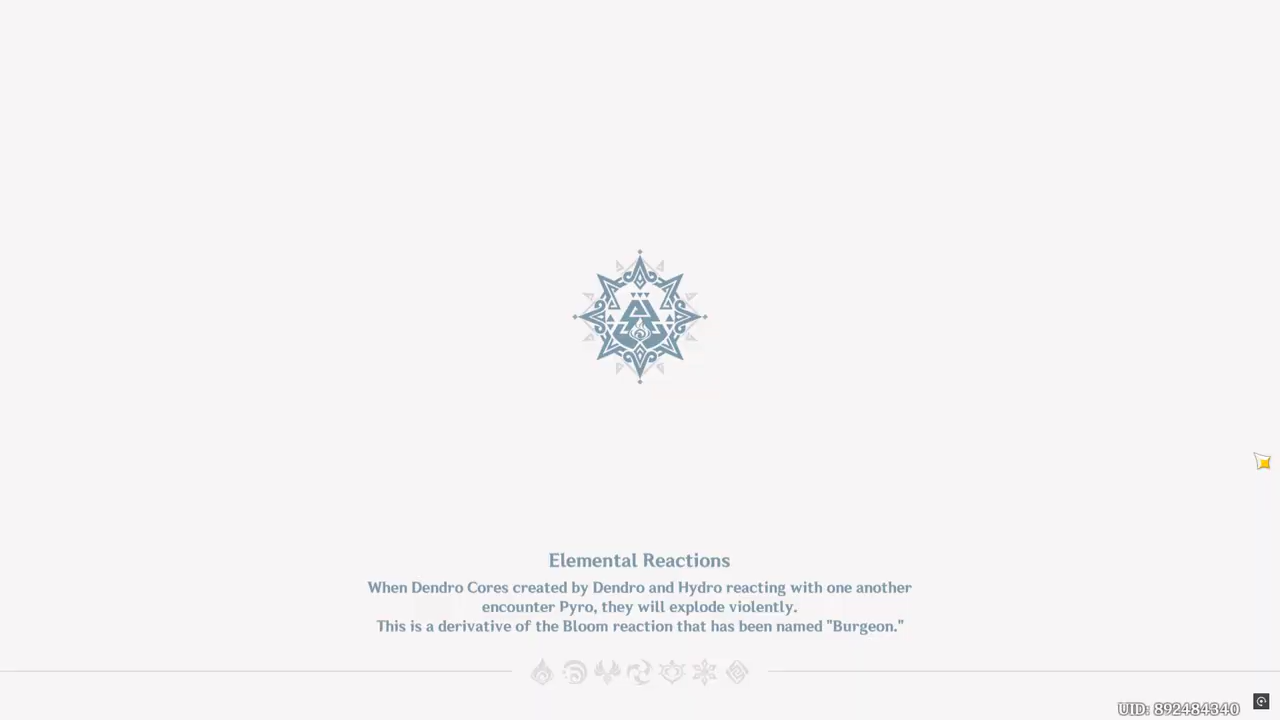 Elemental Reactions
When Dendro Cores created by Dendro and Hydro reacting with one another
encounter Pyro, they will explode violently.
This is a derivative of the Bloom reaction that has been named "Burgeon."
UID: 892484340